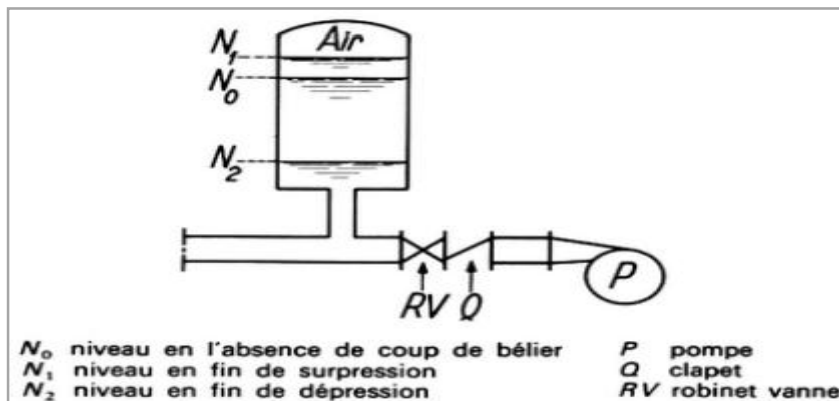 Air
N₁
N₀
N₂
RV Q
P
N₀ niveau en l'absence de coup de bélier P pompe
N₁ niveau en fin de surpression Q clapet
N₂ niveau en fin de dépression RV robinet vanne